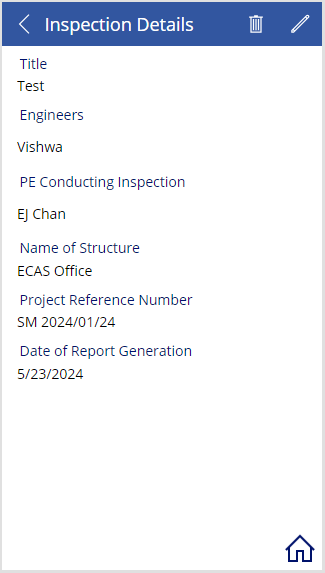 Inspection Details
Title
Test
Engineers
Vishwa
PE Conducting Inspection
EJ Chan
Name of Structure
ECAS Office
Project Reference Number
SM 2024/01/24
Date of Report Generation
5/23/2024